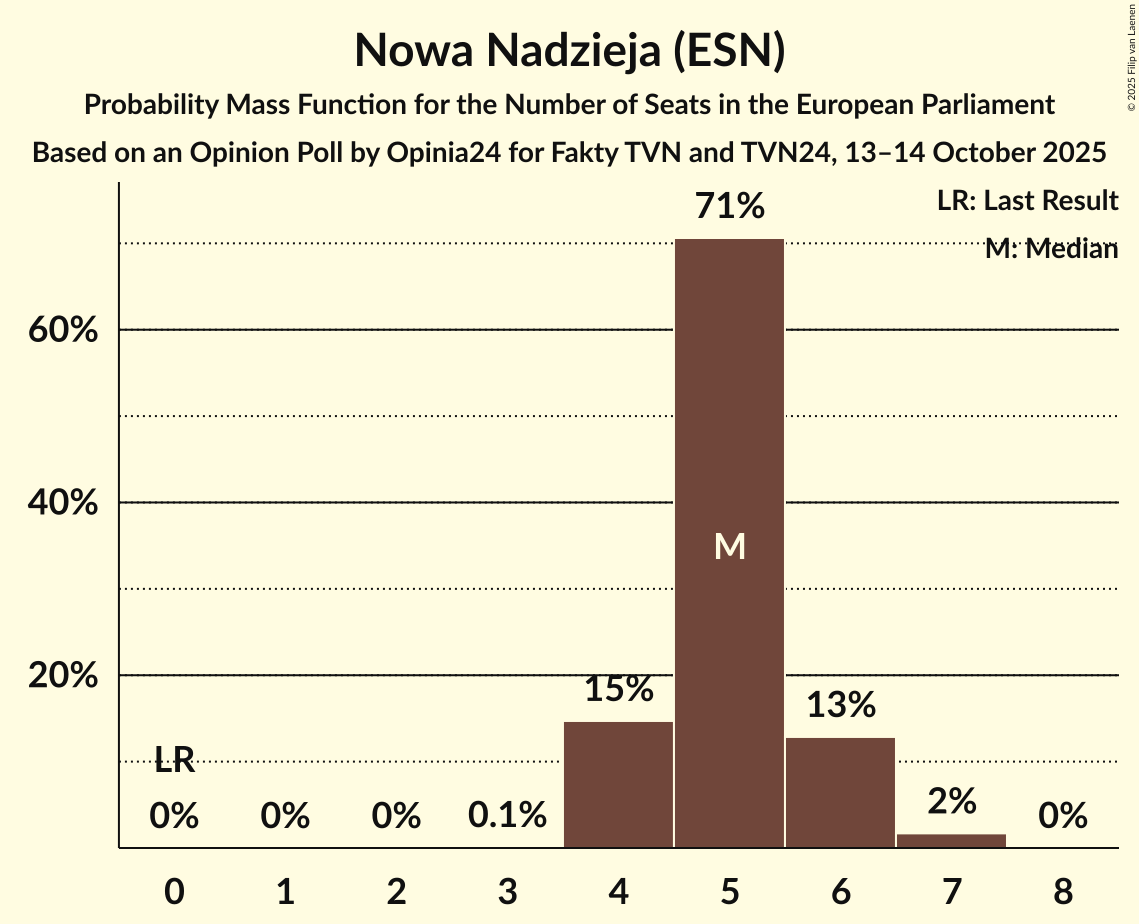 Nowa Nadzieja (ESN)
Probability Mass Function for the Number of Seats in the European Parliament
Based on an Opinion Poll by Opinia24 for Fakty TVN and TVN24, 13–14 October 2025
© 2025 Filip van Laenen
LR: Last Result
M: Median
71%
60%
40%
M
20%
15%
13%
LR
2%
0%
0%
0%
0.1%
0%
0 1 2 3 4 5 6 7 8